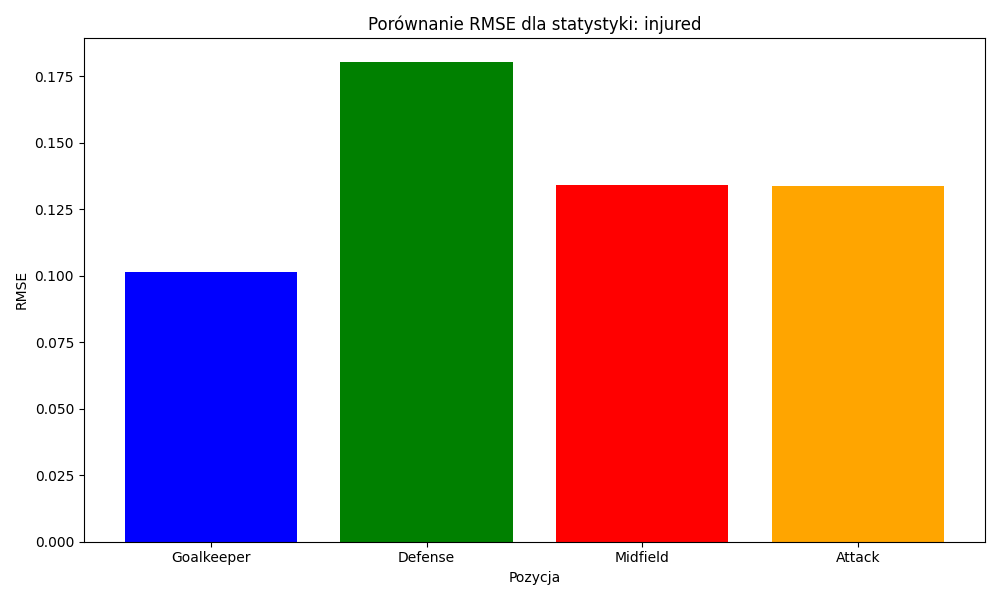 Porównanie RMSE dla statystyki: injured
RMSE
0.175
0.150
0.125
0.100
0.075
0.050
0.025
0.000
Goalkeeper Defense Midfield Attack
Pozycja